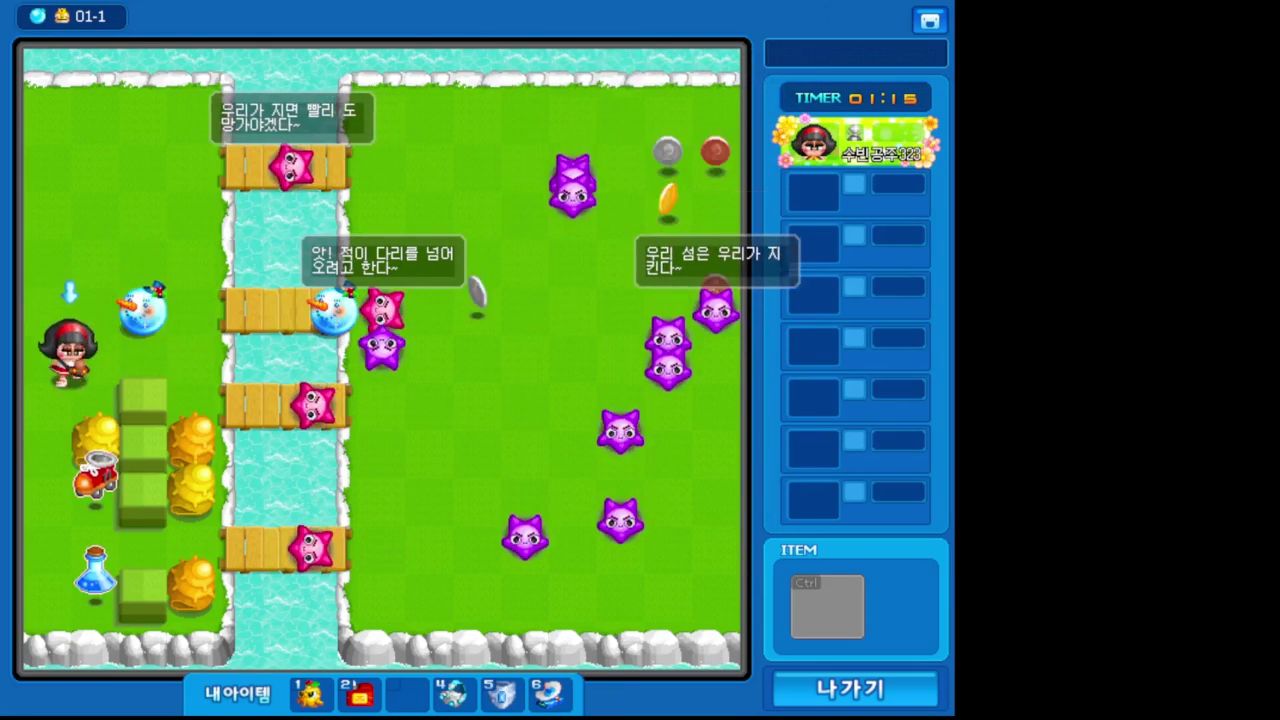 01-1
TIMER 01:15
수빈공주023
우리가 지면 빨리 도
망가야겠다~
앗! 적이 다리를 넘어
오려고 한다~
우리 섬은 우리가 지
킨다~
ITEM
Ctrl
내아이템
1
2
4
5
6
나가기